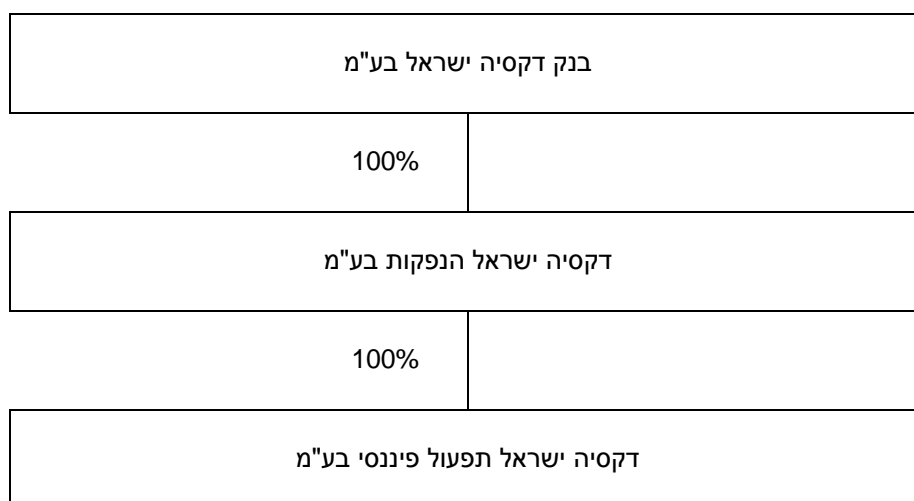 בנק דקסיה ישראל בע"מ
100%
דקסיה ישראל הנפקות בע"מ
100%
דקסיה ישראל תפעול פיננסי בע"מ